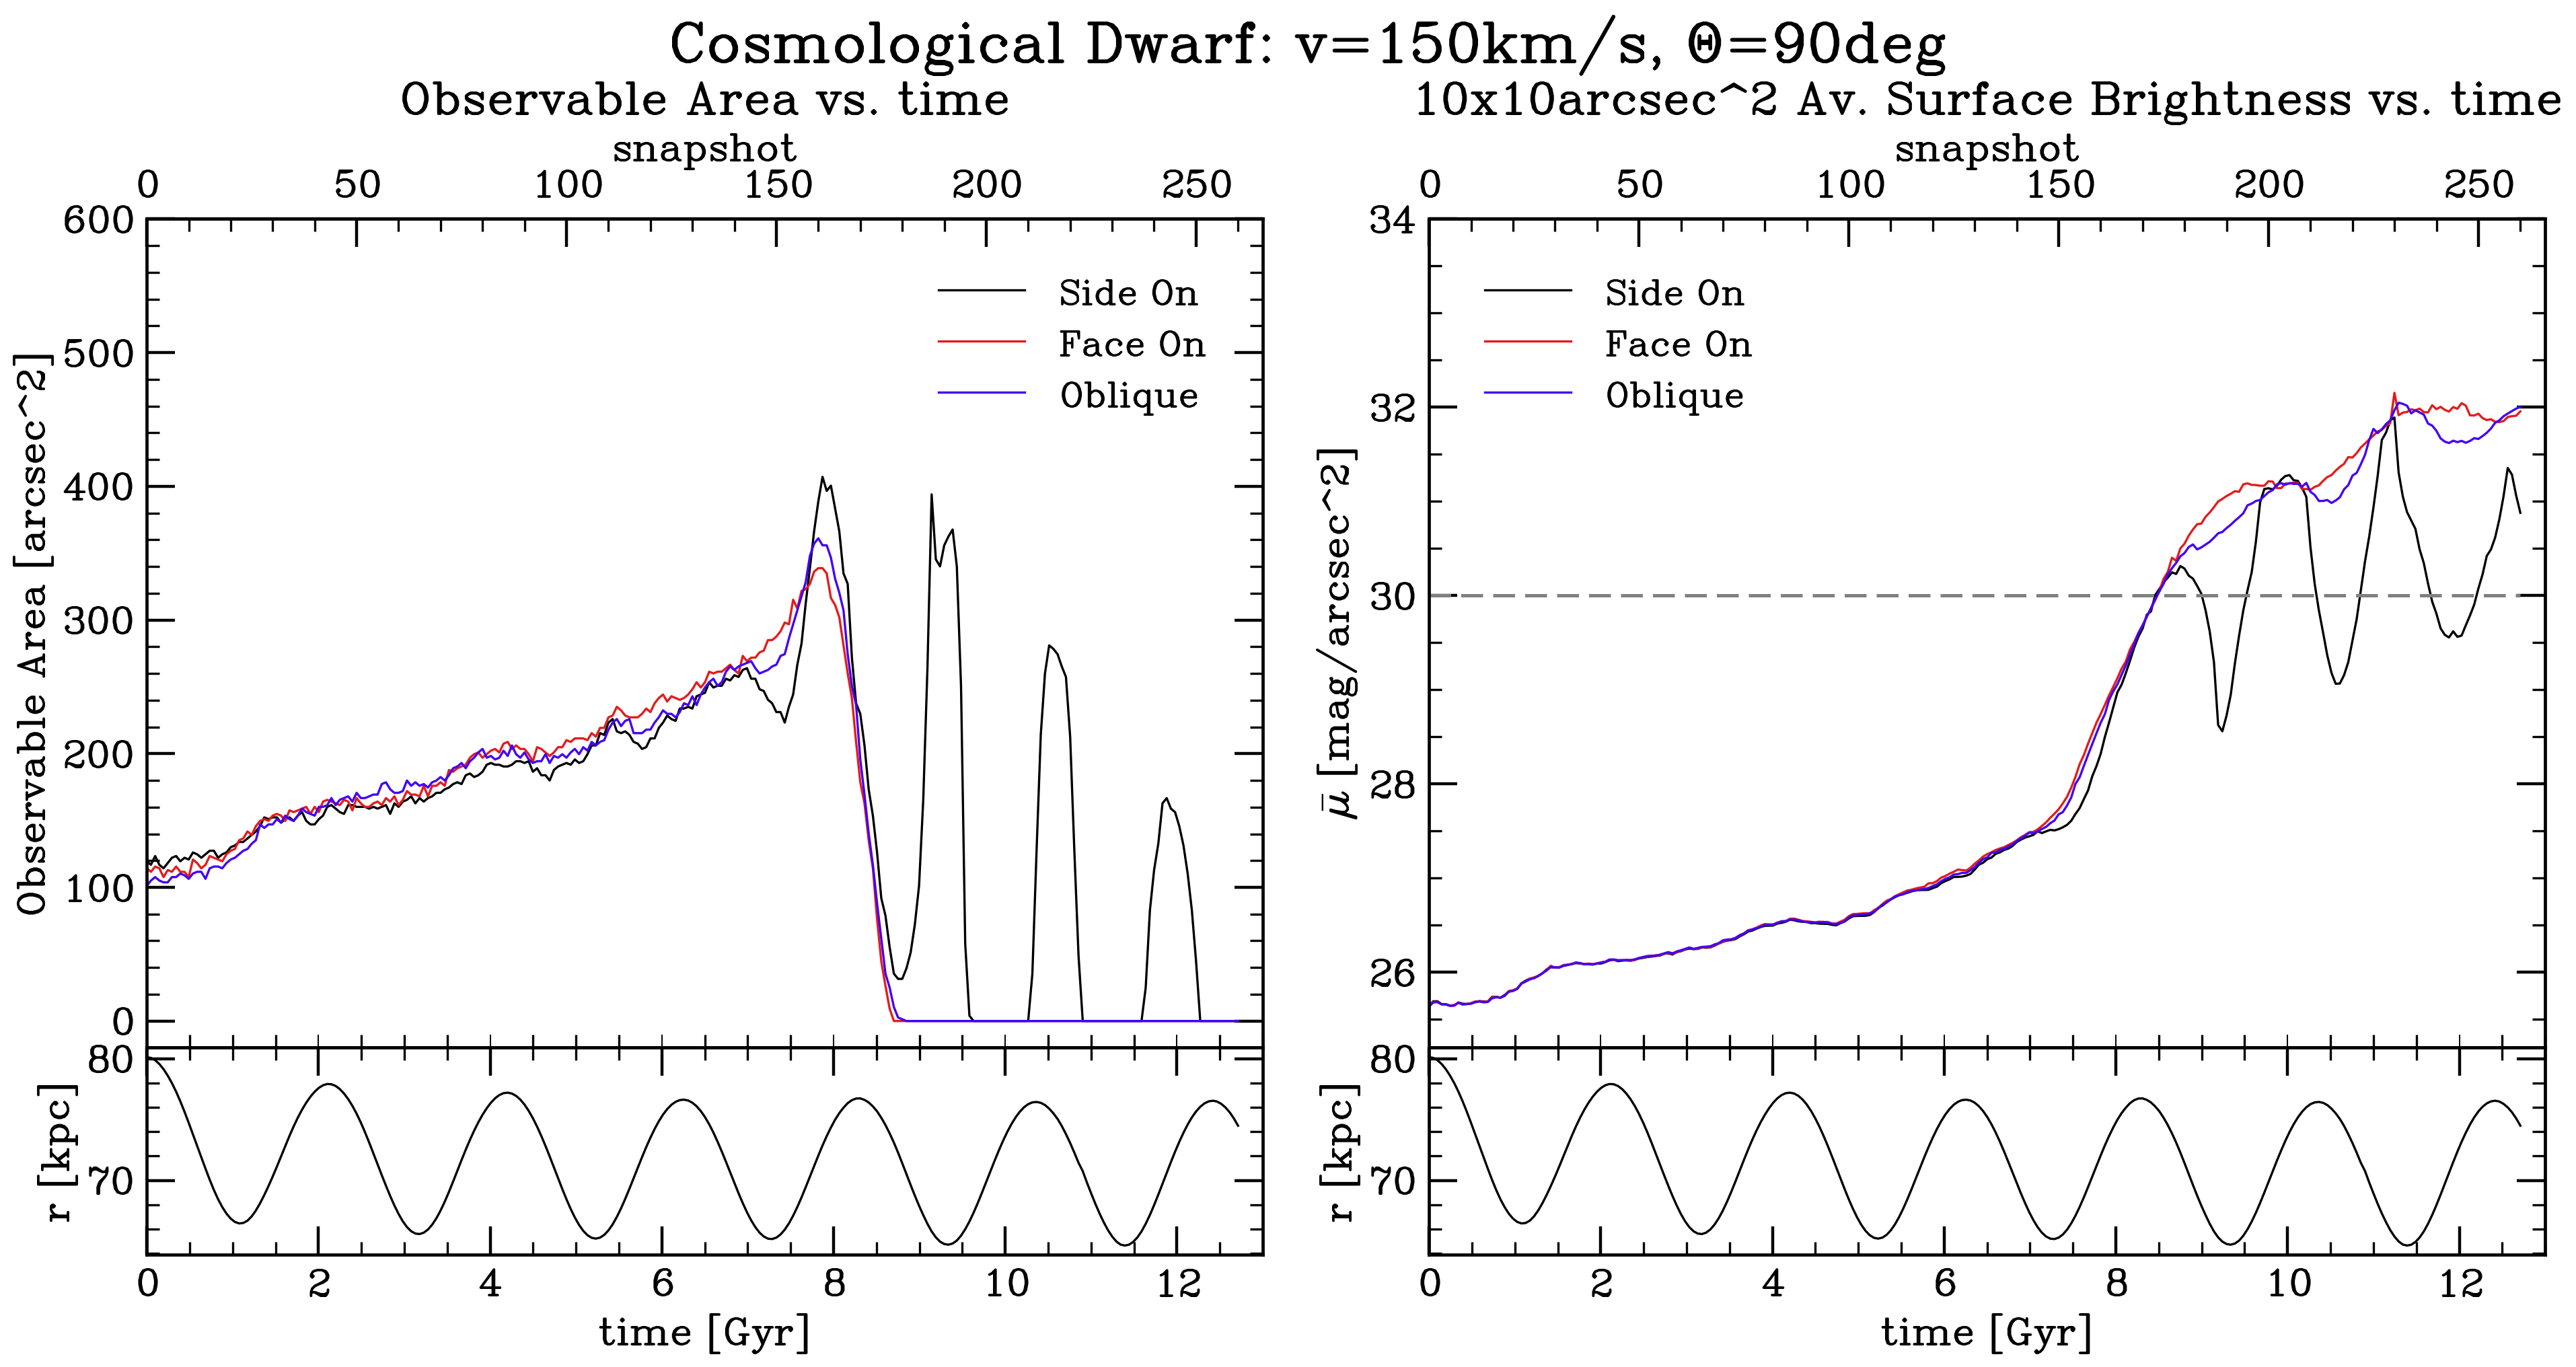 Cosmological Dwarf: v=150km/s, Θ=90deg
Observable Area vs. time
snapshot
0 50 100 150 200 250
600
500
400
300
200
100
0
Observable Area [arcsec^2]
Side On
Face On
Oblique
80
70
r [kpc]
0 2 4 6 8 10 12
time [Gyr]
10x10arcsec^2 Av. Surface Brightness vs. time
snapshot
0 50 100 150 200 250
34
32
30
28
26
μ̄ [mag/arcsec^2]
Side On
Face On
Oblique
80
70
r [kpc]
0 2 4 6 8 10 12
time [Gyr]